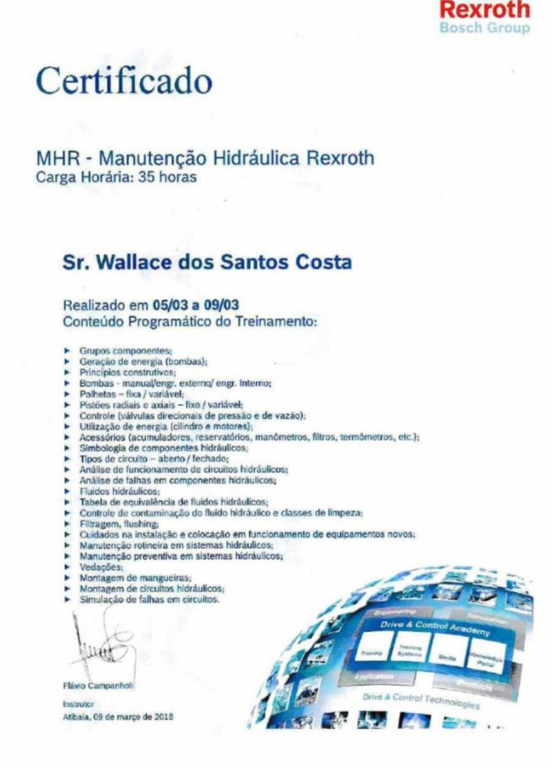 Rexroth
Bosch Group
Certificado
MHR - Manutenção Hidráulica Rexroth
Carga Horária: 35 horas
Sr. Wallace dos Santos Costa
Realizado em 05/03 a 09/03
Conteúdo Programático do Treinamento:
Grupos componentes;
Geração de energia (bombas);
Princípios construtivos;
Bombas - manual/engr. externo/ engr. Interno;
Palhetas – fixa / variável;
Pistões radiais e axiais – fixo / variável;
Controle (válvulas direcionais de pressão e de vazão);
Utilização de energia (cilindro e motores);
Acessórios (acumuladores, reservatórios, manômetros, filtros, termômetros, etc.);
Simbologia de componentes hidráulicos;
Tipos de circuito – aberto / fechado;
Análise de funcionamento de circuitos hidráulicos;
Análise de falhas em componentes hidráulicos;
Fluidos hidráulicos;
Tabela de equivalência de fluidos hidráulicos;
Controle de contaminação do fluido hidráulico e classes de limpeza;
Filtragem, flushing;
Cuidados na instalação e colocação em funcionamento de equipamentos novos;
Manutenção rotineira em sistemas hidráulicos;
Manutenção preventiva em sistemas hidráulicos;
Vedações;
Montagem de mangueiras;
Montagem de circuitos hidráulicos;
Simulação de falhas em circuitos.
Flávio Campanholi
Instrutor
Atibaia, 09 de março de 2018
Engineering
Drive & Control Academy
Training
Training Systems
Media
Knowledge Portal
Application
Drive & Control Technologies